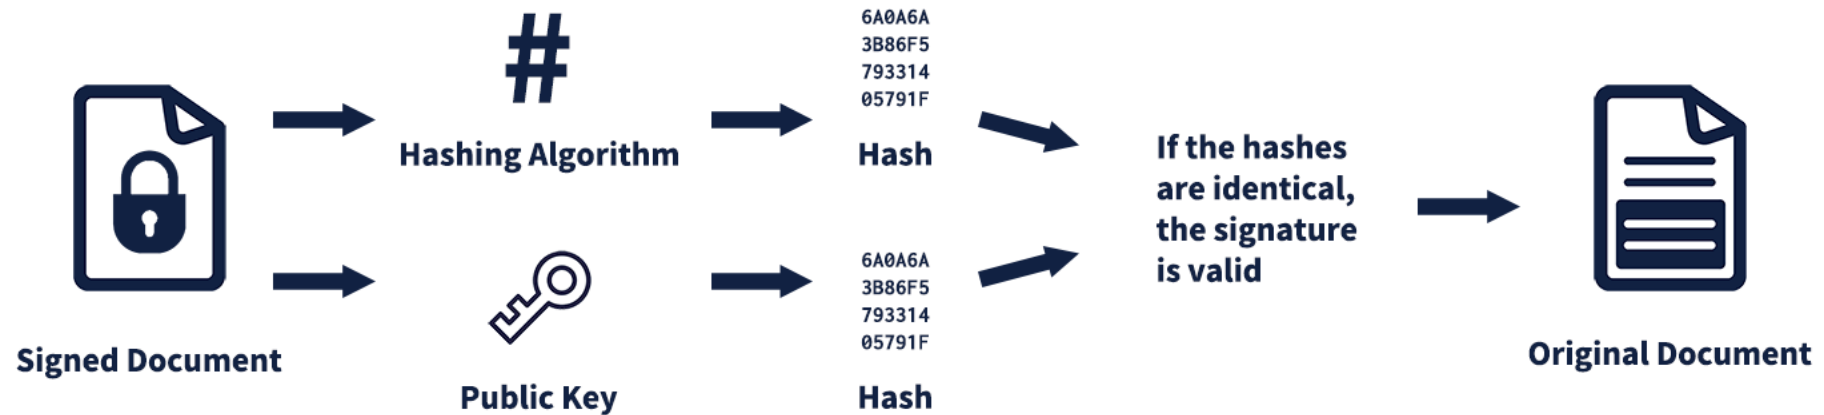 Signed Document
#
Hashing Algorithm
6A0A6A
3B86F5
793314
05791F
Hash
Public Key
6A0A6A
3B86F5
793314
05791F
Hash
If the hashes
are identical,
the signature
is valid
Original Document